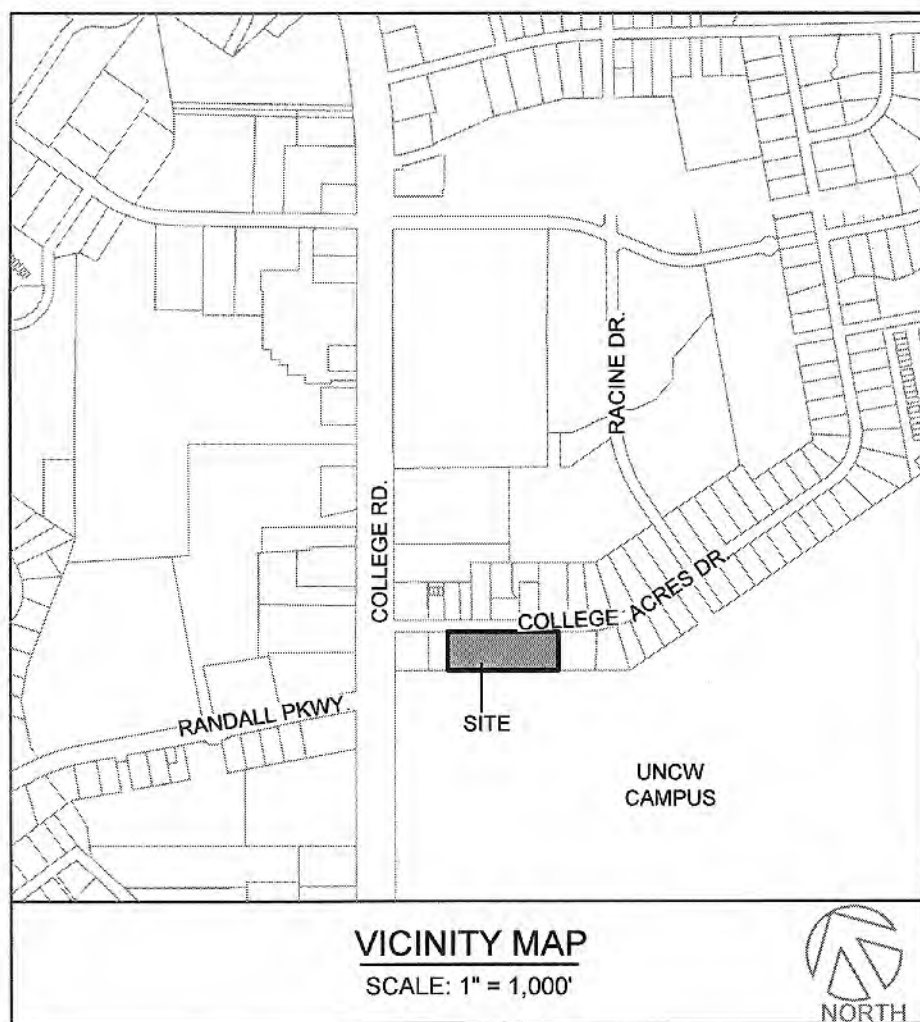 RACINE DR.
COLLEGE RD.
COLLEGE ACRES DR.
RANDALL PKWY.
SITE
UNCW
CAMPUS
VICINITY MAP
SCALE: 1" = 1,000'
NORTH